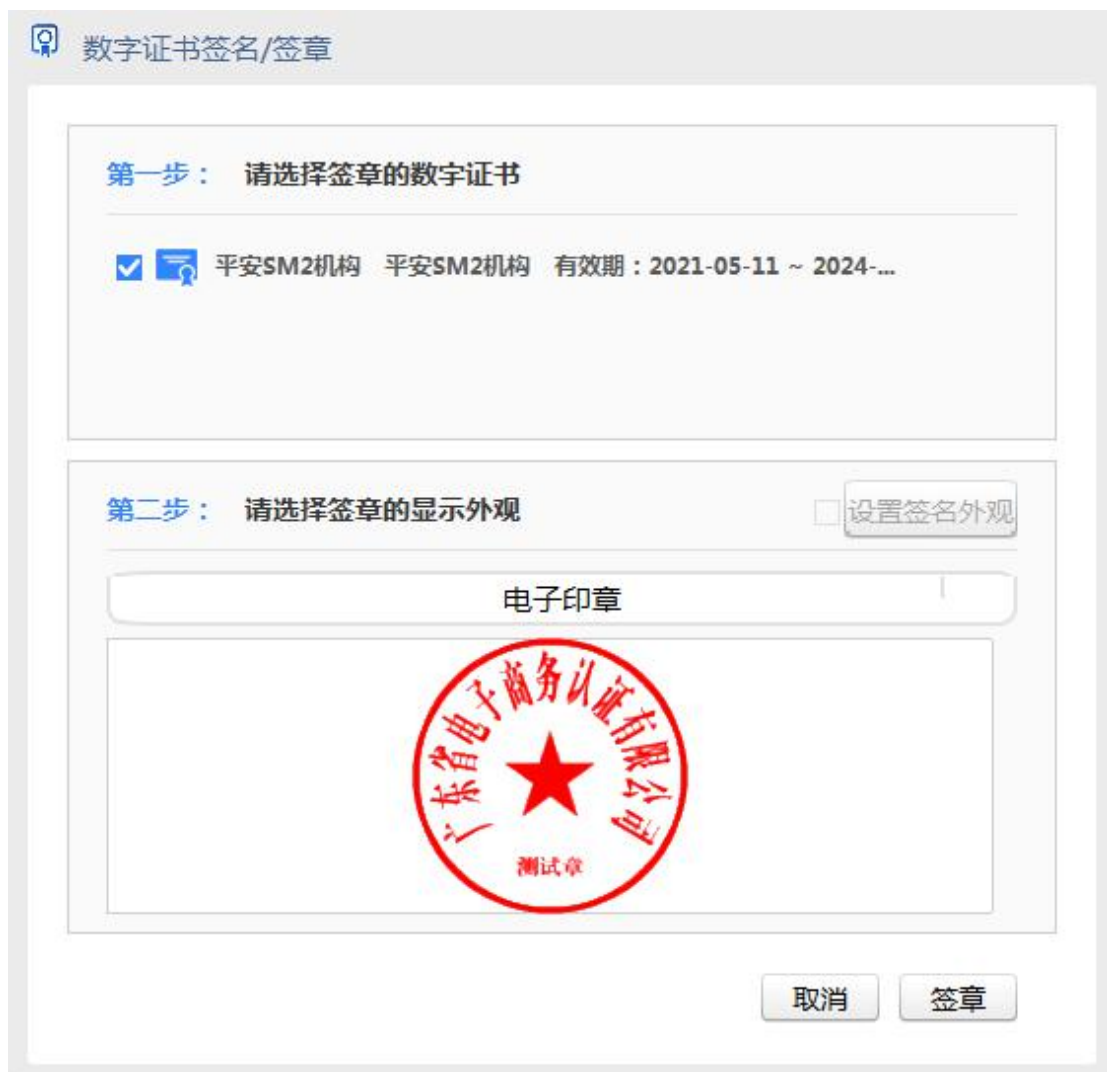 数字证书签名/签章
第一步： 请选择签章的数字证书
平安SM2机构 平安SM2机构 有效期：2021-05-11 ~ 2024-...
第二步： 请选择签章的显示外观
设置签名外观
电子印章
广东省电子商务认证有限公司
测试章
取消 签章